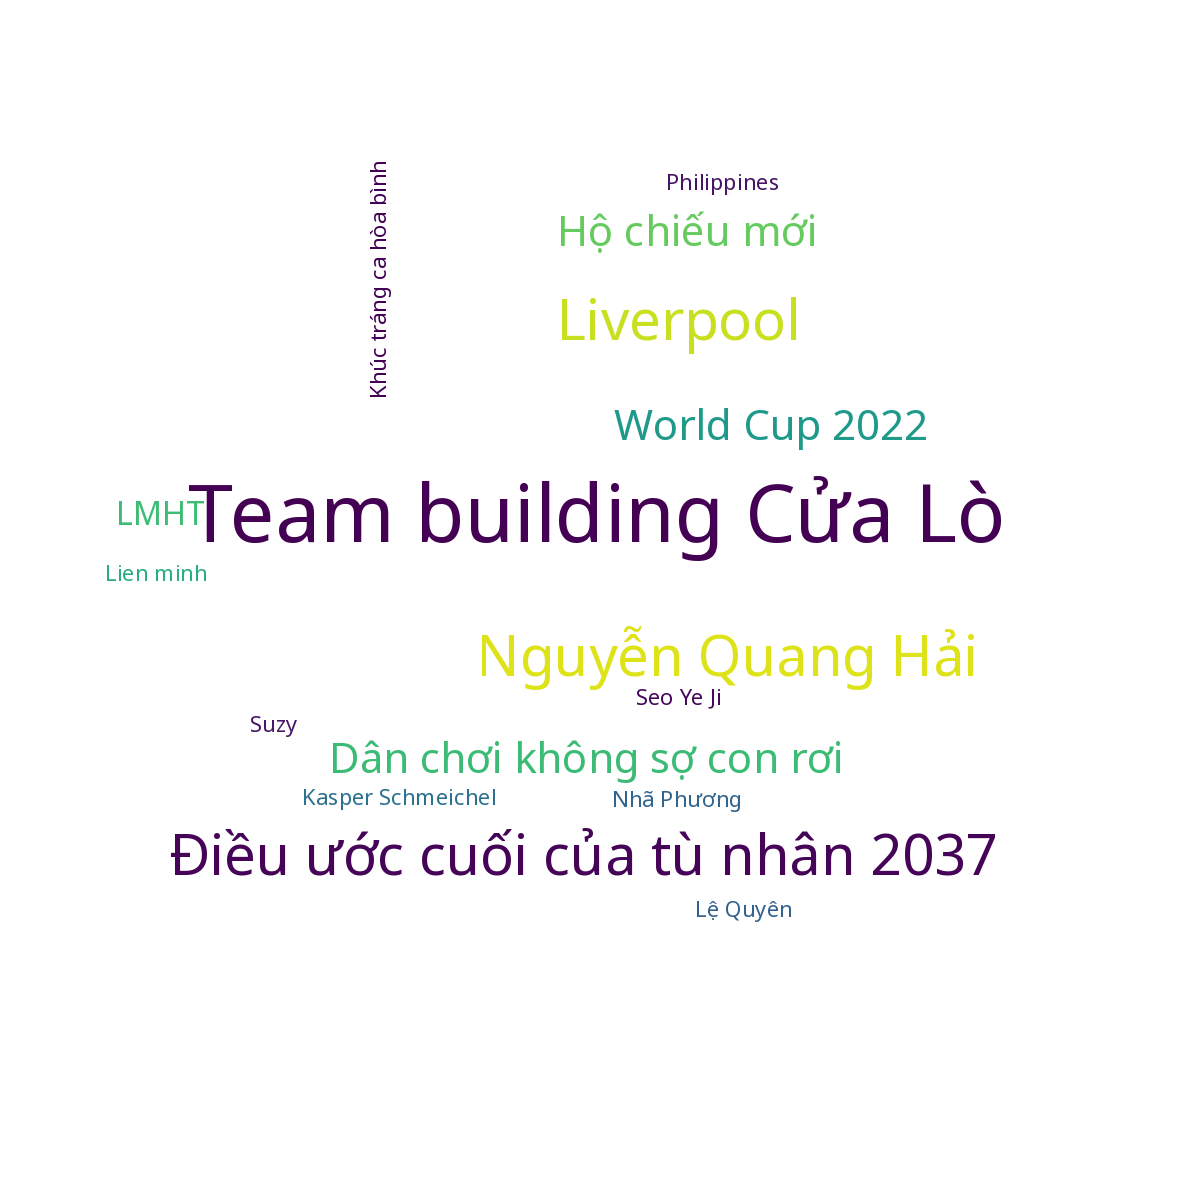 Khúc tráng ca hòa bình
Philippines
Hộ chiếu mới
Liverpool
World Cup 2022
LMHT
Team building Cửa Lò
Lien minh
Nguyễn Quang Hải
Seo Ye Ji
Suzy
Dân chơi không sợ con rơi
Kasper Schmeichel
Nhã Phương
Điều ước cuối của tù nhân 2037
Lệ Quyên